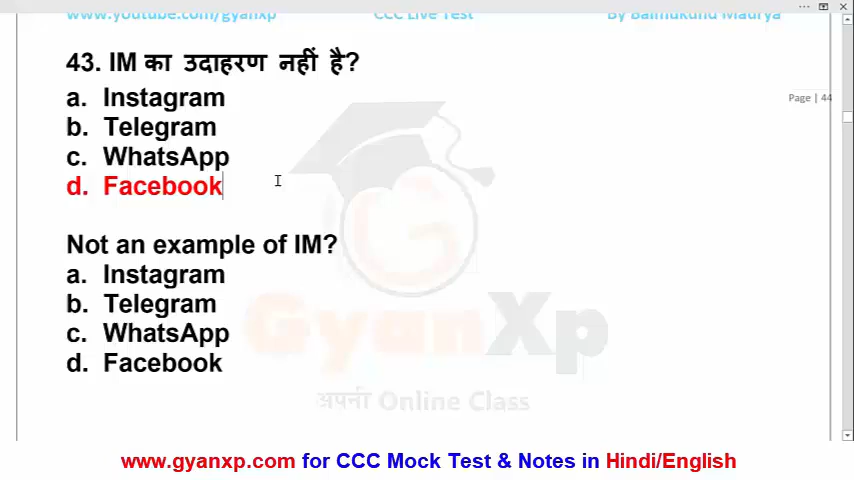 www.youtube.com/gyanxp CCC Live Test By Balmukund Maurya
43. IM का उदाहरण नहीं है?
Page | 44
a. Instagram
b. Telegram
c. WhatsApp
d. Facebook
Not an example of IM?
a. Instagram
b. Telegram
c. WhatsApp
d. Facebook
GyanXp
अपनी Online Class
www.gyanxp.com for CCC Mock Test & Notes in Hindi/English